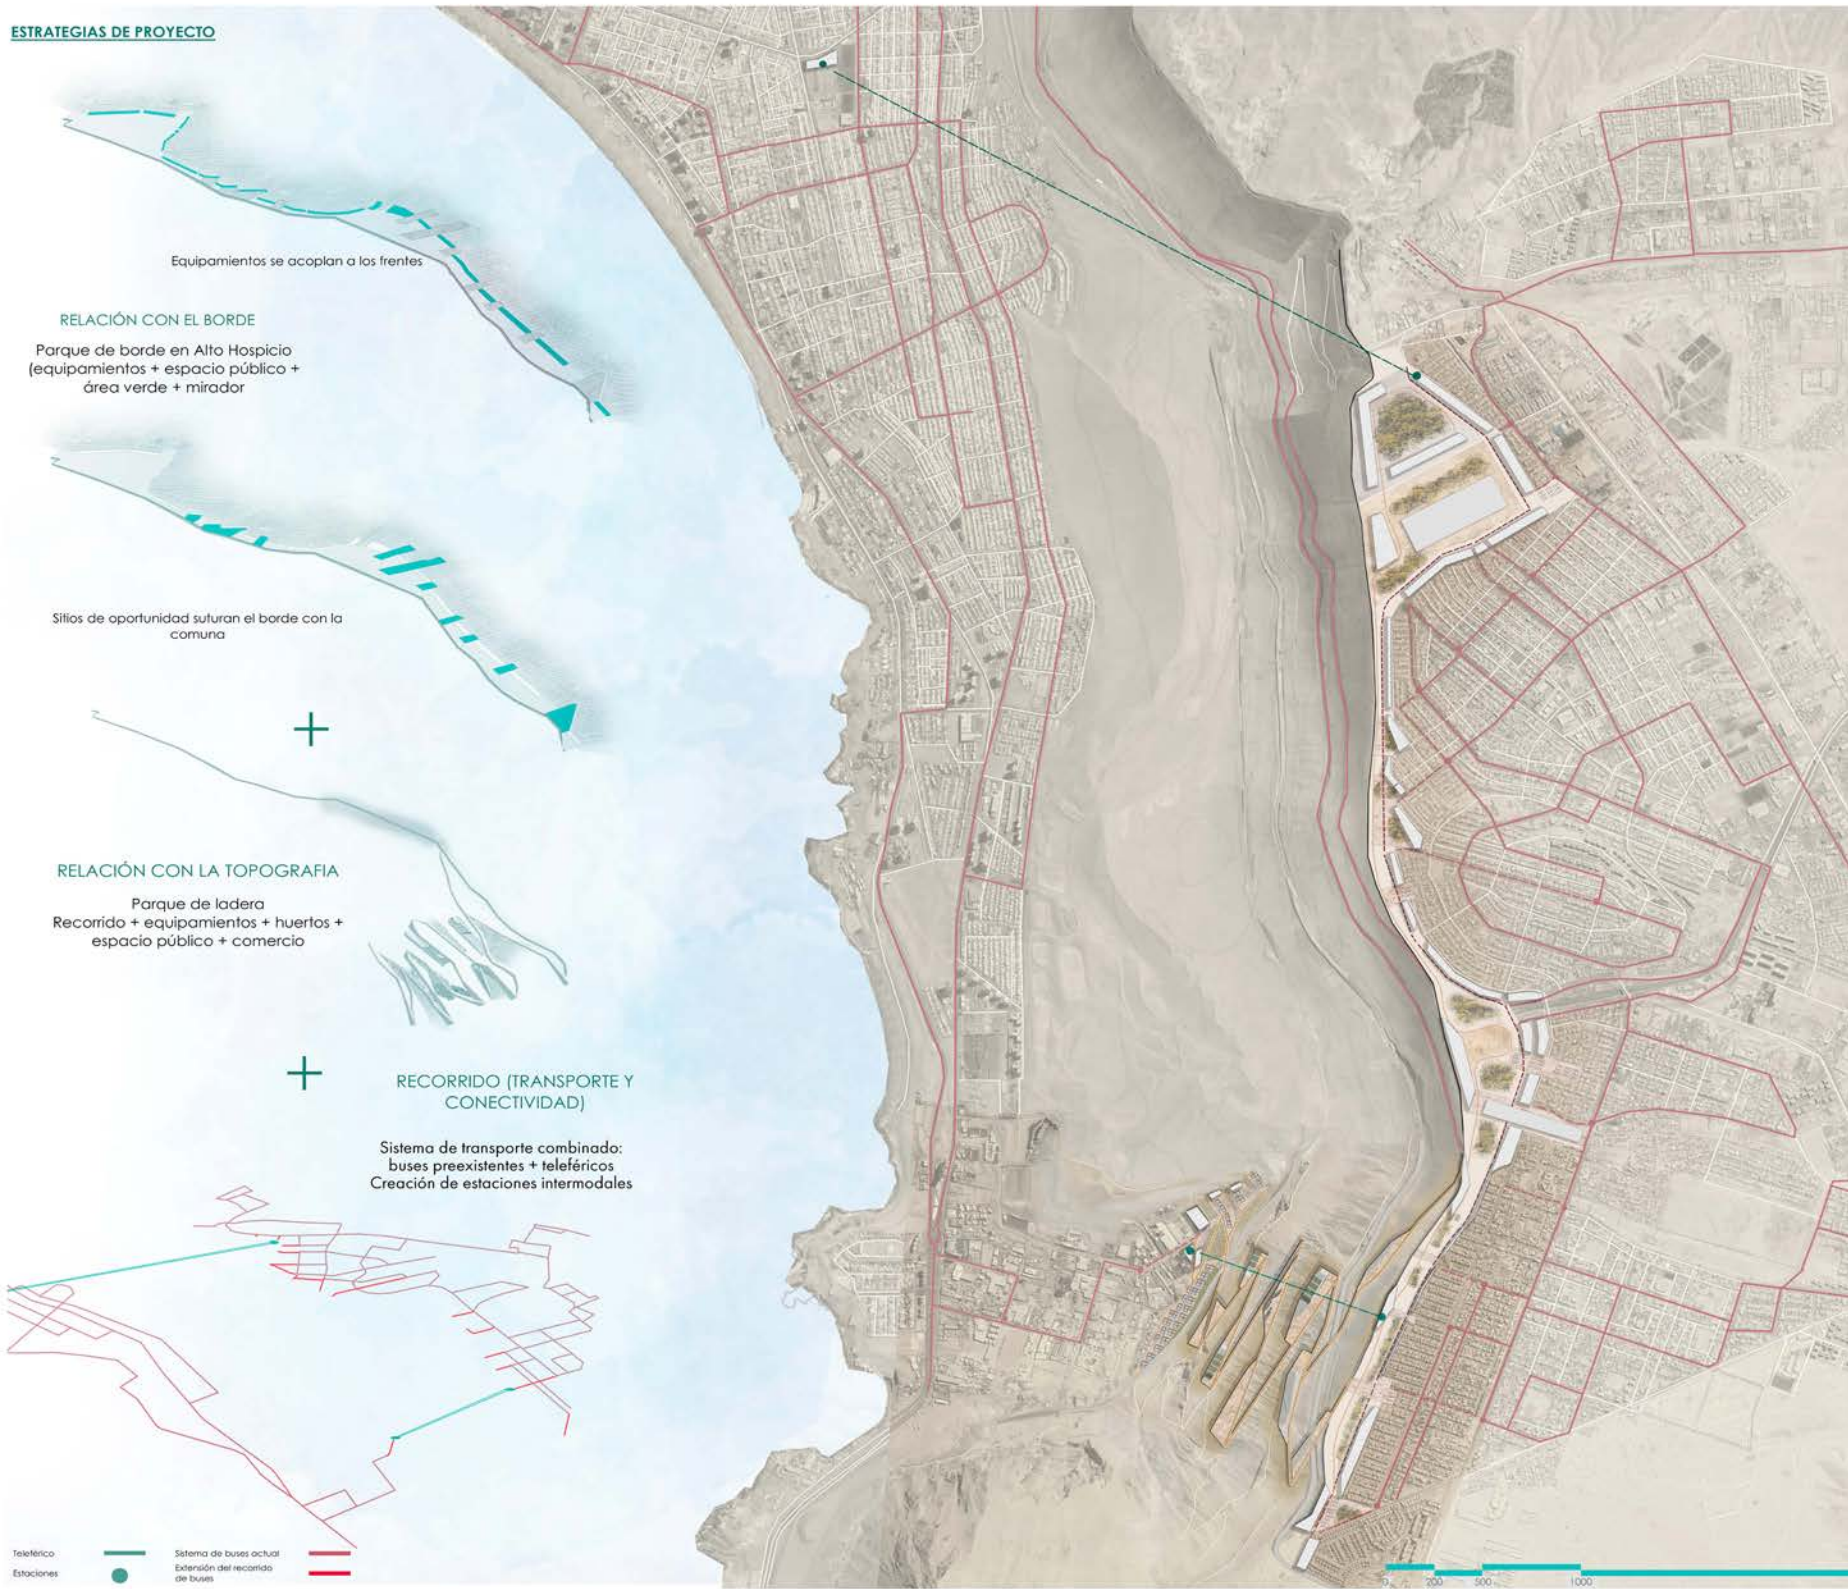 ESTRATEGIAS DE PROYECTO
Equipamientos se acoplan a los frentes
RELACIÓN CON EL BORDE
Parque de borde en Alto Hospicio
(equipamientos + espacio público +
área verde + mirador
Sitios de oportunidad suturan el borde con la
comuna
+
RELACIÓN CON LA TOPOGRAFIA
Parque de ladera
Recorrido + equipamientos + huertos +
espacio público + comercio
+
RECORRIDO (TRANSPORTE Y
CONECTIVIDAD)
Sistema de transporte combinado:
buses preexistentes + teleféricos
Creación de estaciones intermodales
Teleférico
Sistema de buses actual
Estaciones
Extensión del recorrido
de buses
0 200 500 1000